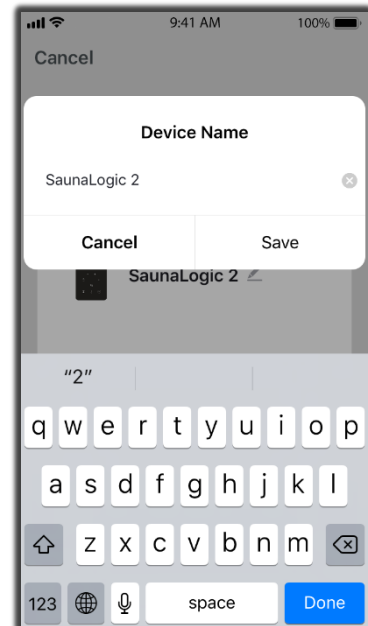 9:41 AM 100%
Cancel
Device Name
SaunaLogic 2
Cancel Save
SaunaLogic 2
"2"
q w e r t y u i o p
a s d f g h j k l
z x c v b n m
123 space Done